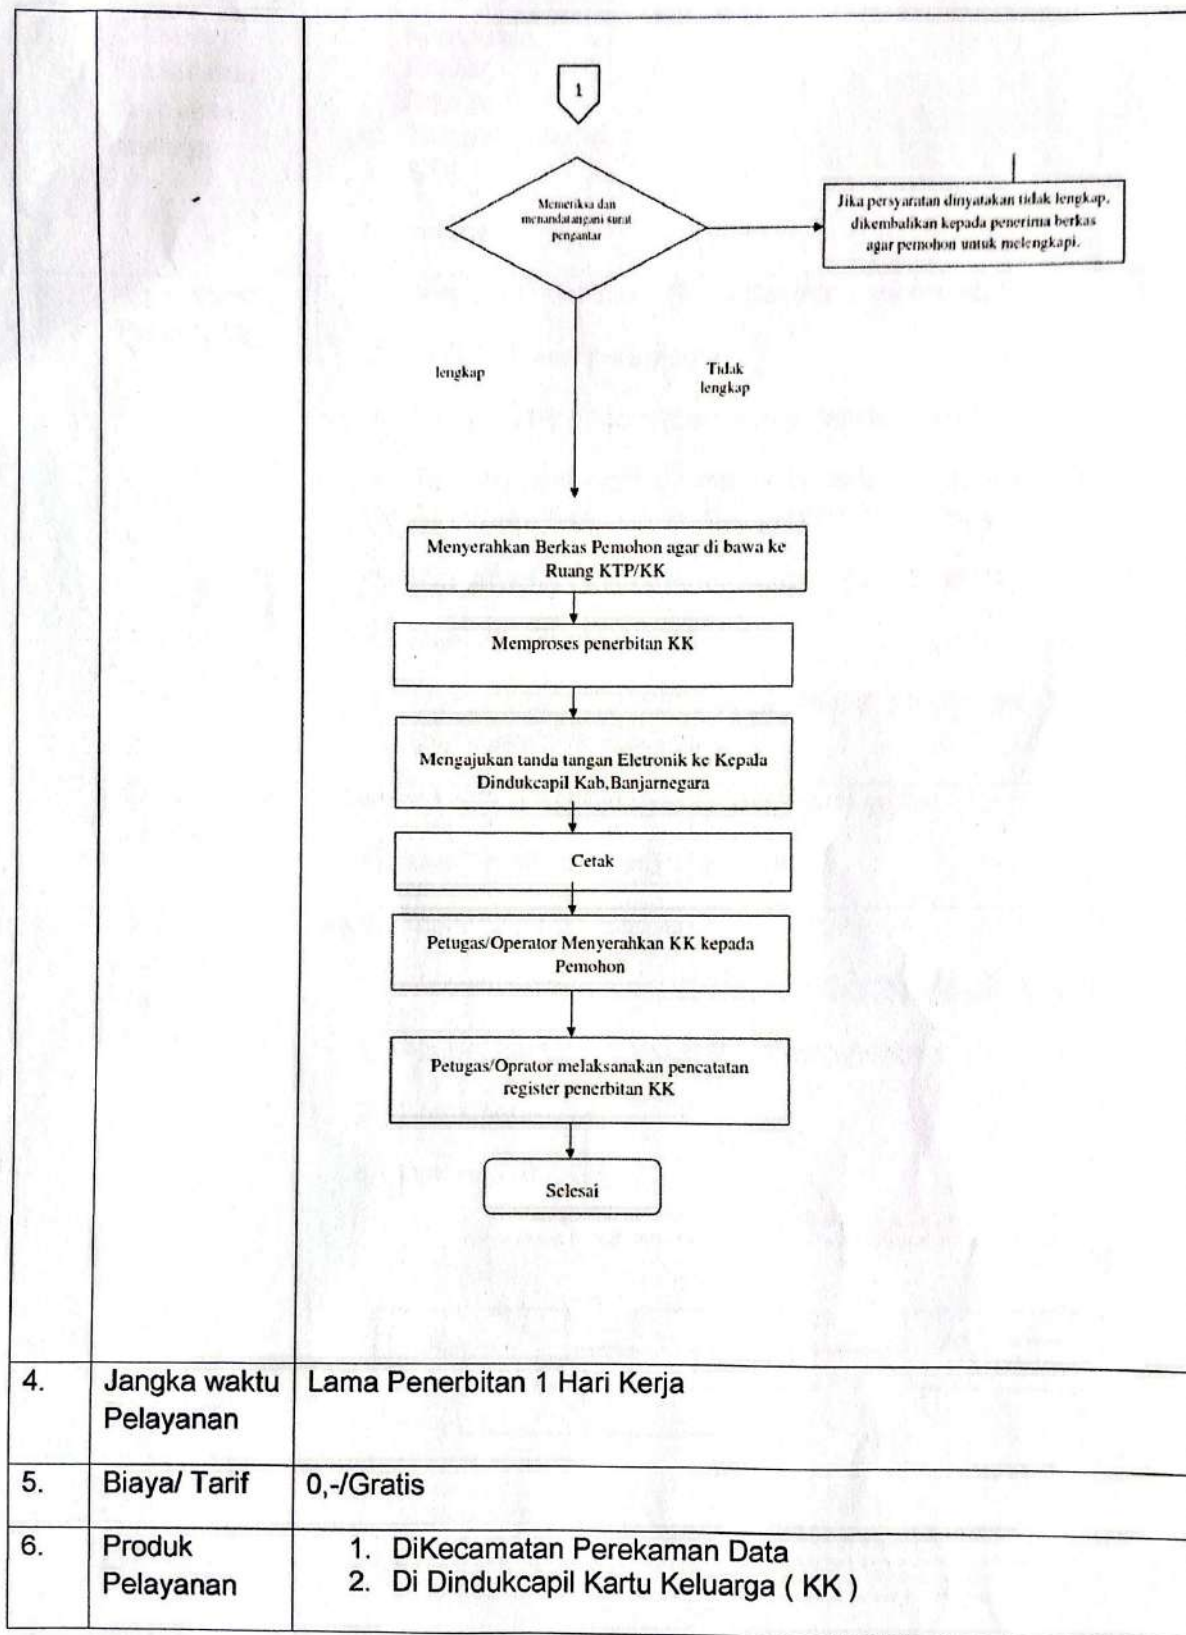 1
Memeriksa dan
menandatangani surat
pengantar
Jika persyaratan dinyatakan tidak lengkap,
dikembalikan kepada penerima berkas
agar pemohon untuk melengkapi.
lengkap
Tidak
lengkap
Menyerahkan Berkas Pemohon agar di bawa ke
Ruang KTP/KK
Memproses penerbitan KK
Mengajukan tanda tangan Eletronik ke Kepala
Dindukcapil Kab,Banjarnegara
Cetak
Petugas/Operator Menyerahkan KK kepada
Pemohon
Petugas/Oprator melaksanakan pencatatan
register penerbitan KK
Selesai
4. Jangka waktu Lama Penerbitan 1 Hari Kerja
Pelayanan
5. Biaya/ Tarif 0,-/Gratis
6. Produk 1. DiKecamatan Perekaman Data
Pelayanan 2. Di Dindukcapil Kartu Keluarga ( KK )